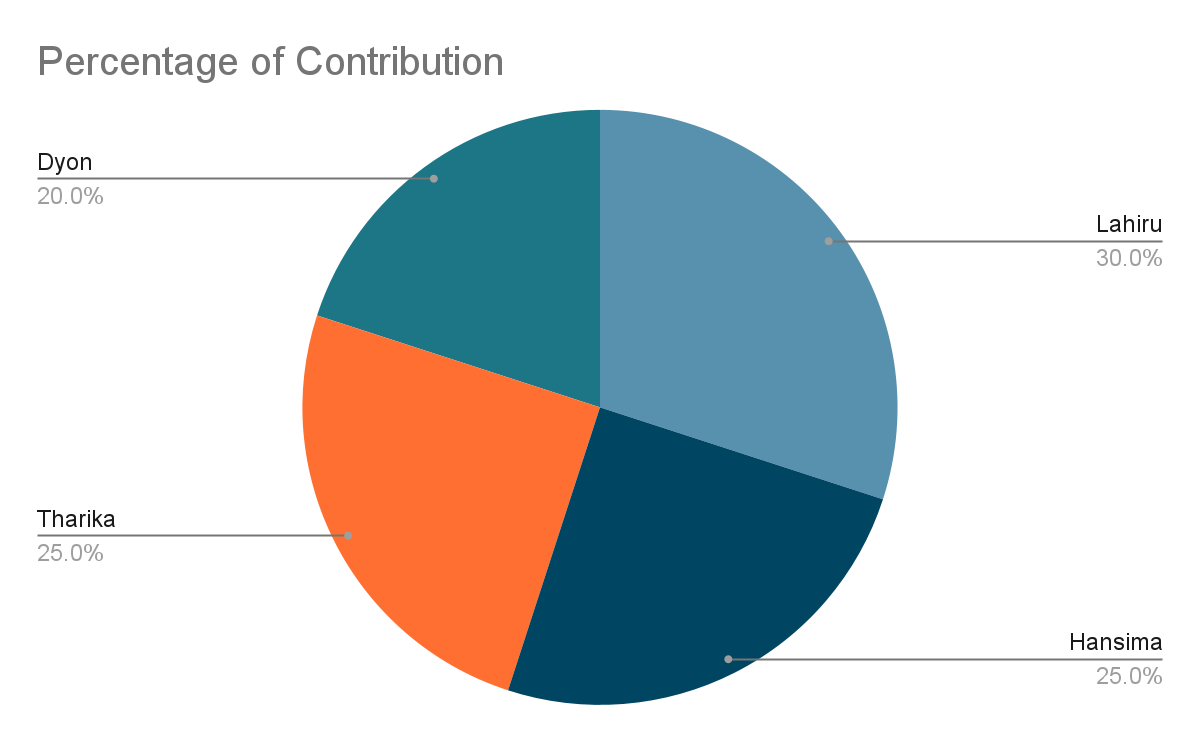 Percentage of Contribution
Dyon
20.0%
Lahiru
30.0%
Tharika
25.0%
Hansima
25.0%